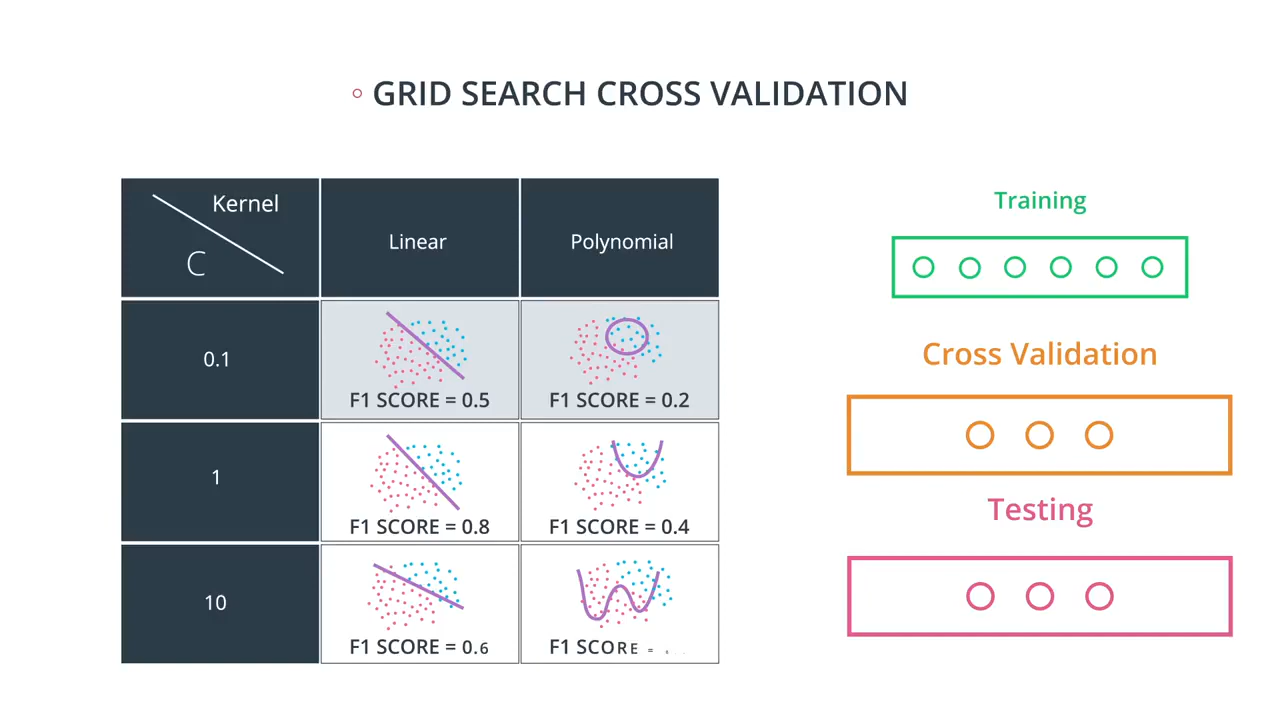 GRID SEARCH CROSS VALIDATION
Kernel
C
Linear
Polynomial
0.1
F1 SCORE = 0.5
F1 SCORE = 0.2
1
F1 SCORE = 0.8
F1 SCORE = 0.4
10
F1 SCORE = 0.6
F1 SCORE =
Training
Cross Validation
Testing